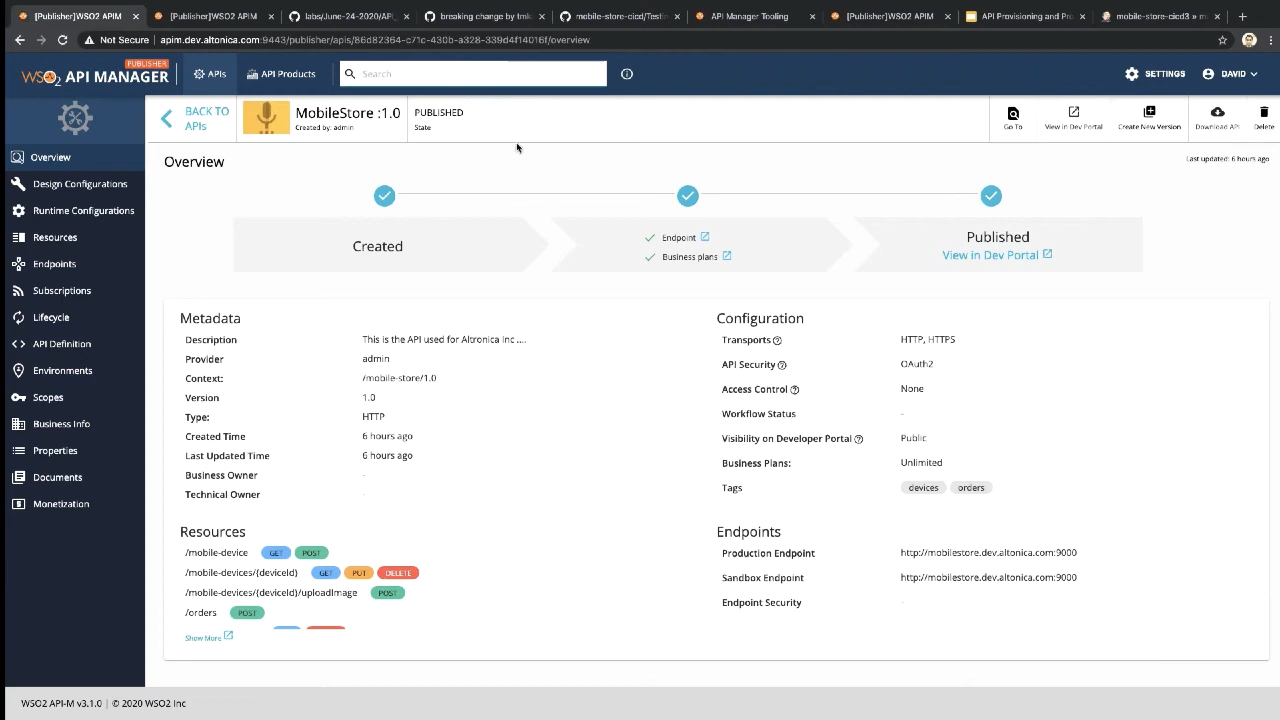 [Publisher]WSO2 APIM
[Publisher]WSO2 APIM
labs/June-24-2020/API_
breaking change by tmk
mobile-store-cicd/Testin
API Manager Tooling
[Publisher]WSO2 APIM
API Provisioning and Pro
mobile-store-cicd3 » m
Not Secure
apim.dev.altonica.com:9443/publisher/apis/86d82364-c71c-430b-a328-339d4f14016f/overview
PUBLISHER
WSO2 API MANAGER
APIs
API Products
Search
SETTINGS
DAVID
BACK TO
APIs
MobileStore :1.0
Created by: admin
PUBLISHED
State
Go To
View in Dev Portal
Create New Version
Download API
Delete
Overview
Design Configurations
Runtime Configurations
Resources
Endpoints
Subscriptions
Lifecycle
API Definition
Environments
Scopes
Business Info
Properties
Documents
Monetization
Overview
Last updated: 6 hours ago
Created
Endpoint
Business plans
Published
View in Dev Portal
Metadata
Description This is the API used for Altronica Inc ....
Provider admin
Context: /mobile-store/1.0
Version 1.0
Type: HTTP
Created Time 6 hours ago
Last Updated Time 6 hours ago
Business Owner -
Technical Owner -
Configuration
Transports HTTP, HTTPS
API Security OAuth2
Access Control None
Workflow Status -
Visibility on Developer Portal Public
Business Plans: Unlimited
Tags devices orders
Resources
/mobile-device GET POST
/mobile-devices/{deviceId} GET PUT DELETE
/mobile-devices/{deviceId}/uploadImage POST
/orders POST
Show More
Endpoints
Production Endpoint http://mobilestore.dev.altonica.com:9000
Sandbox Endpoint http://mobilestore.dev.altonica.com:9000
Endpoint Security -
WSO2 API-M v3.1.0 | © 2020 WSO2 Inc